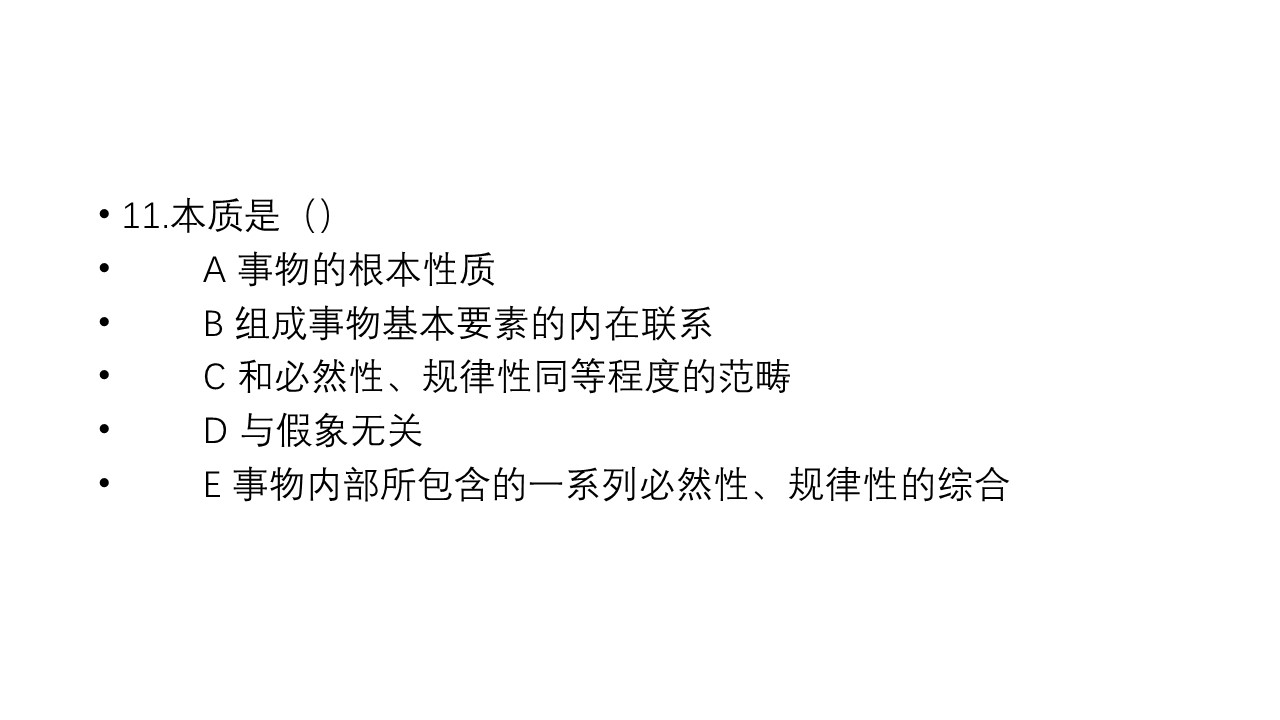 • 11.本质是（）
• A 事物的根本性质
• B 组成事物基本要素的内在联系
• C 和必然性、规律性同等程度的范畴
• D 与假象无关
• E 事物内部所包含的一系列必然性、规律性的综合